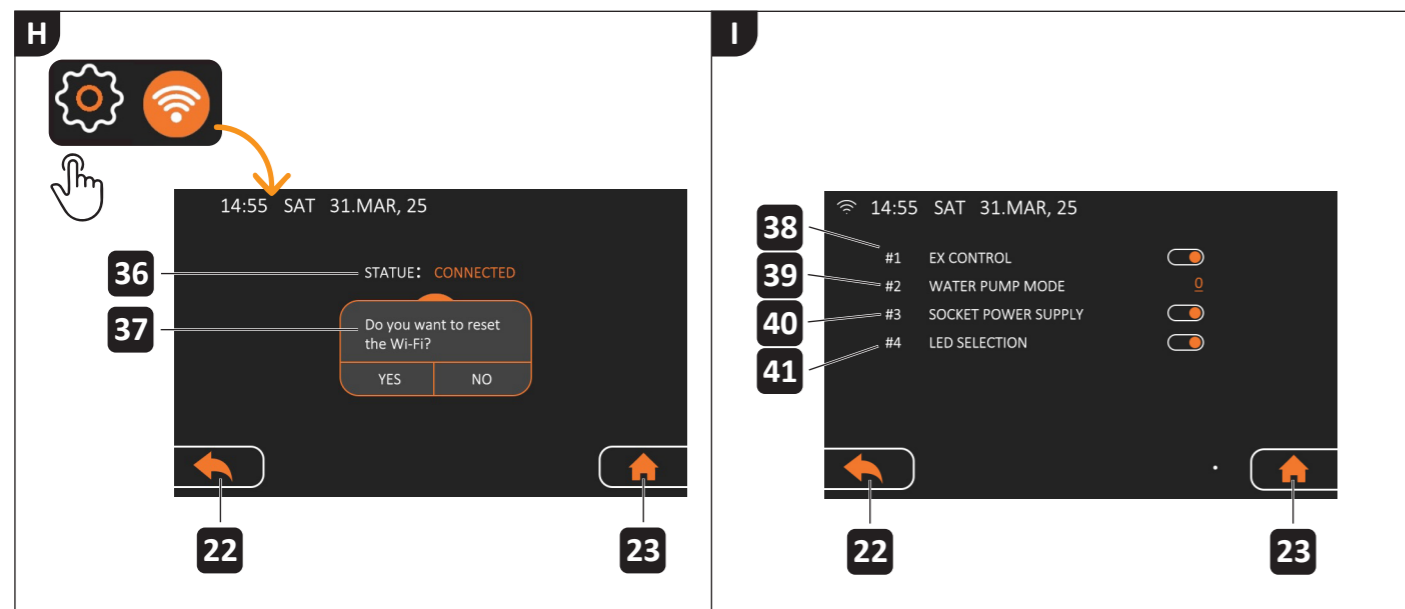 H
14:55 SAT 31.MAR, 25
36
STATUE: CONNECTED
37
Do you want to reset
the Wi-Fi?
YES NO
22
23
I
14:55 SAT 31.MAR, 25
38
#1 EX CONTROL
39
#2 WATER PUMP MODE 0
40
#3 SOCKET POWER SUPPLY
41
#4 LED SELECTION
22
23